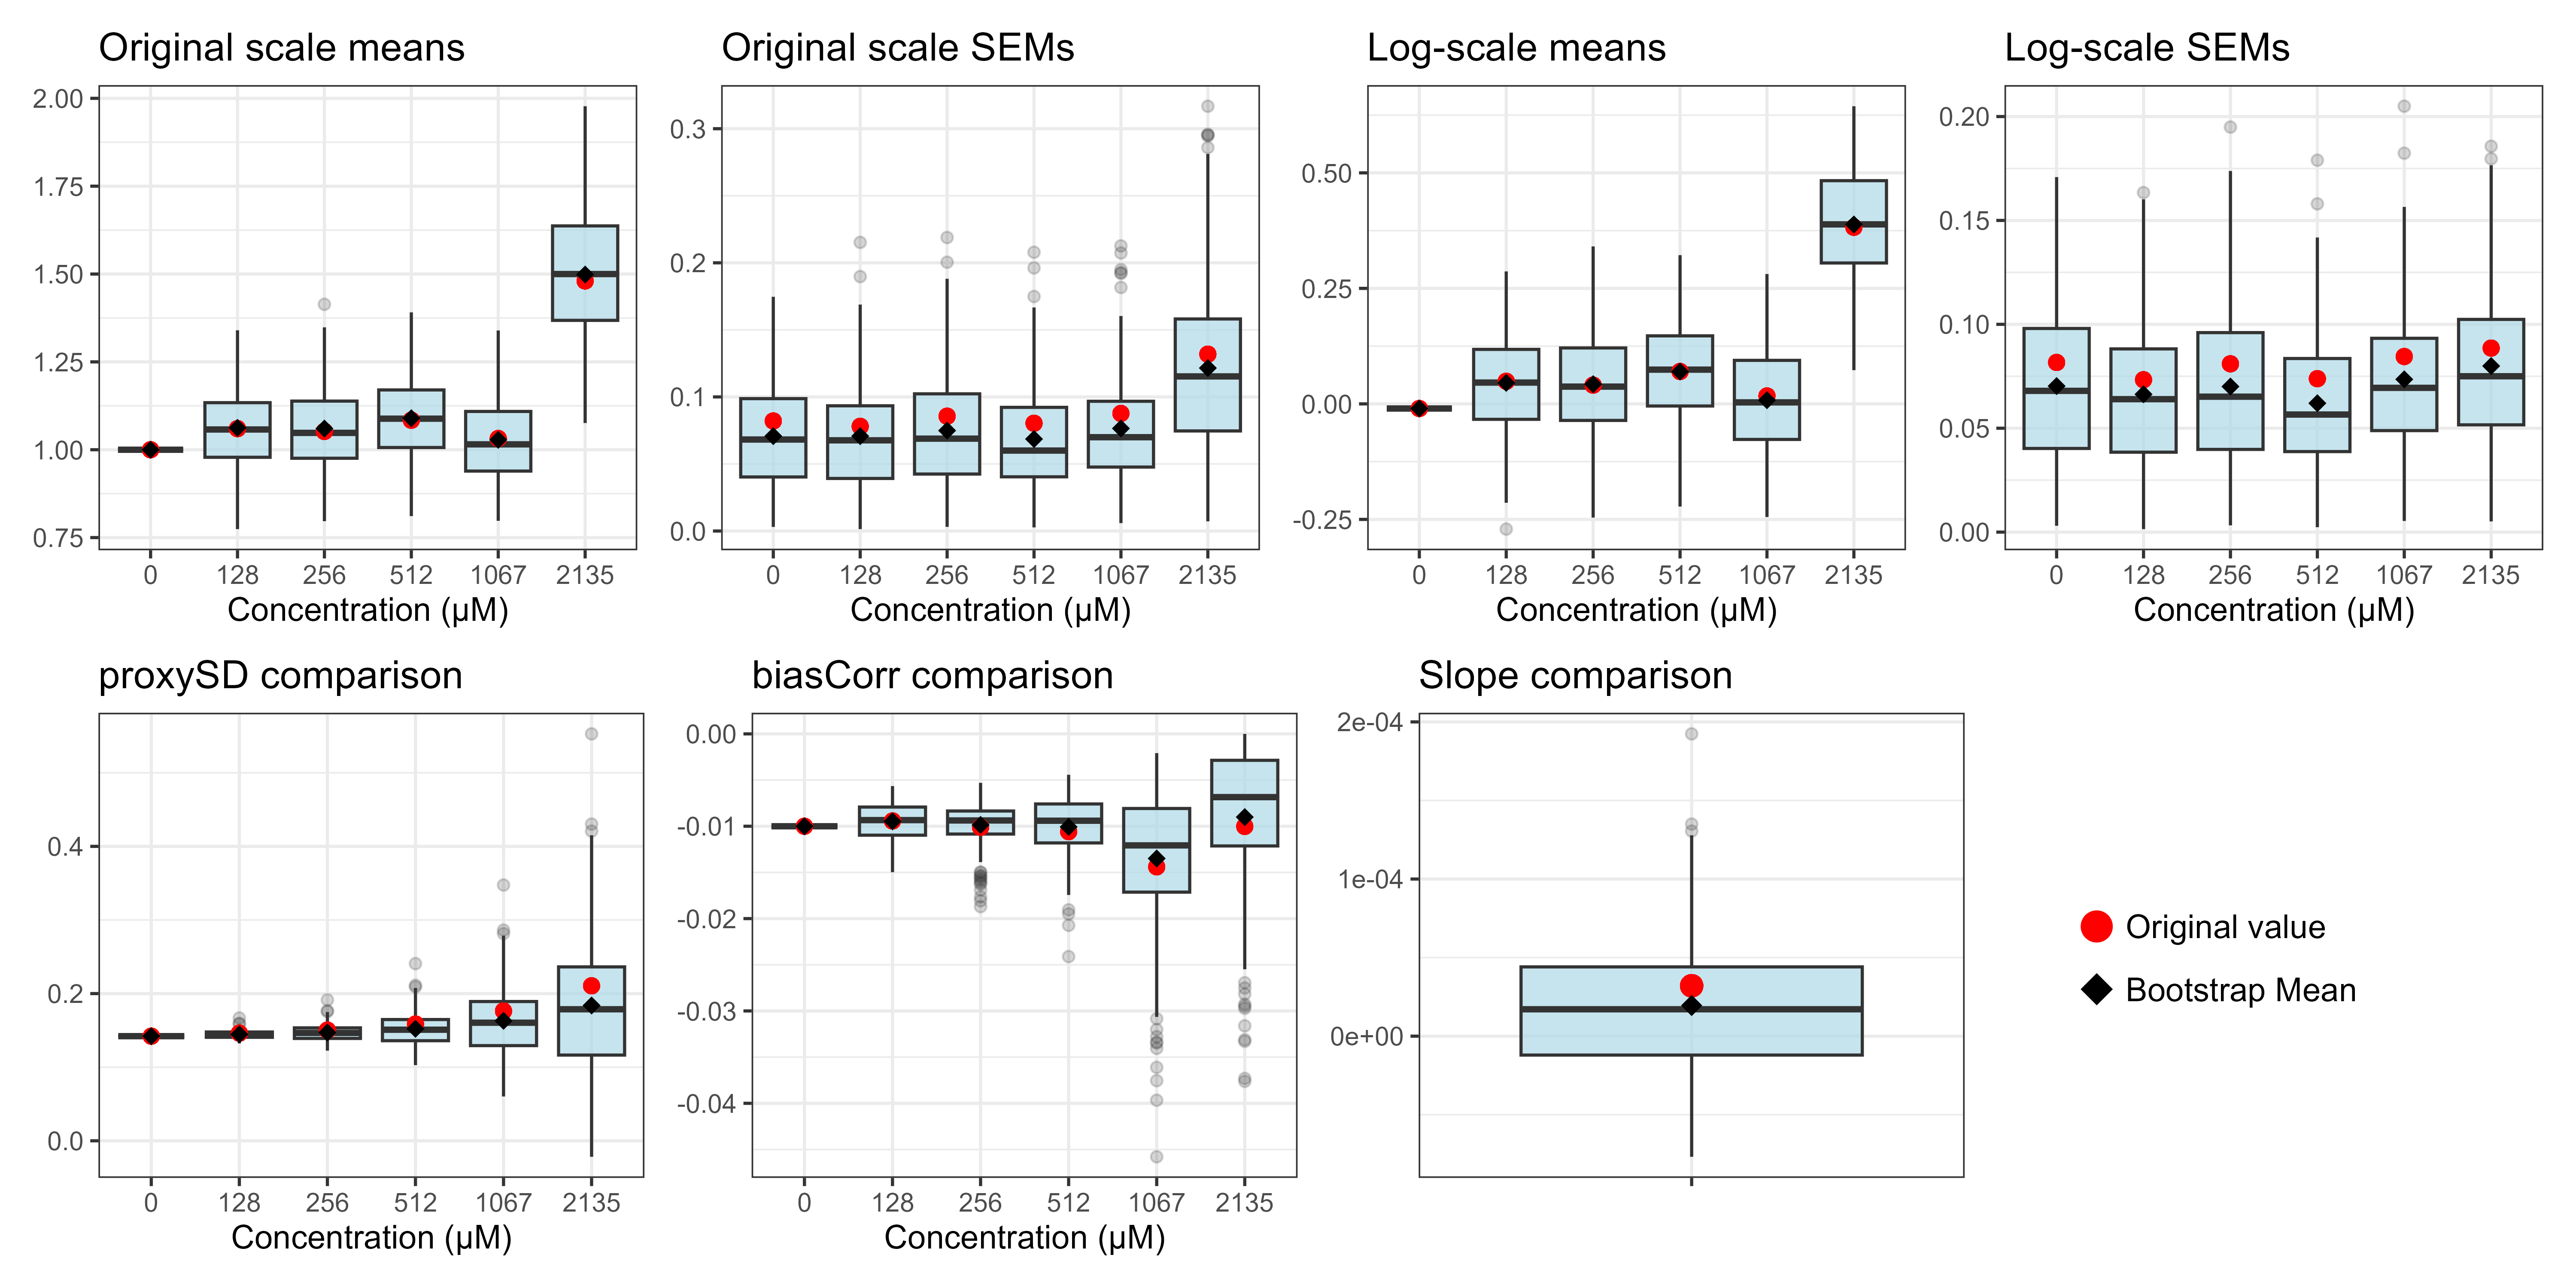 Original scale means
2.00
1.75
1.50
1.25
1.00
0.75
0 128 256 512 1067 2135
Concentration (µM)
Original scale SEMs
0.3
0.2
0.1
0.0
0 128 256 512 1067 2135
Concentration (µM)
Log-scale means
0.50
0.25
0.00
-0.25
0 128 256 512 1067 2135
Concentration (µM)
Log-scale SEMs
0.20
0.15
0.10
0.05
0.00
0 128 256 512 1067 2135
Concentration (µM)
proxySD comparison
0.4
0.2
0.0
0 128 256 512 1067 2135
Concentration (µM)
biasCorr comparison
0.00
-0.01
-0.02
-0.03
-0.04
0 128 256 512 1067 2135
Concentration (µM)
Slope comparison
2e-04
1e-04
0e+00
Original value
Bootstrap Mean